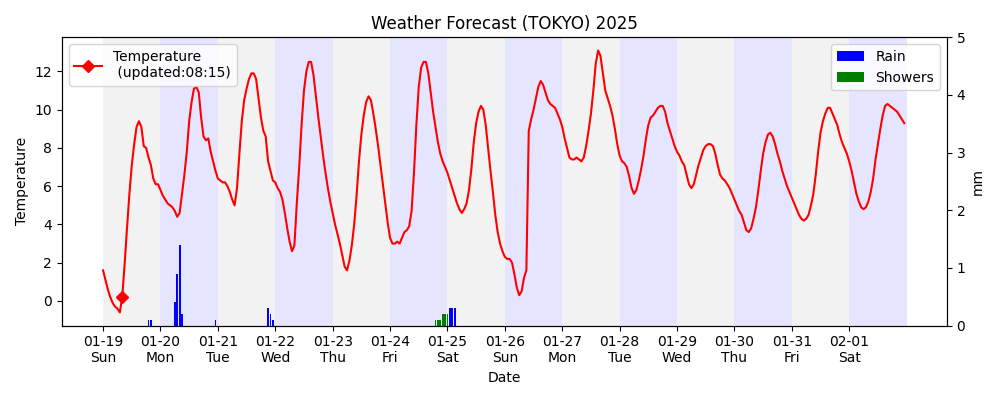 Weather Forecast (TOKYO) 2025
Temperature
(updated:08:15)
Rain
Showers
Temperature
12
10
8
6
4
2
0
5
4
3
2
1
0
mm
01-19 01-20 01-21 01-22 01-23 01-24 01-25 01-26 01-27 01-28 01-29 01-30 01-31 02-01
Sun Mon Tue Wed Thu Fri Sat Sun Mon Tue Wed Thu Fri Sat
Date